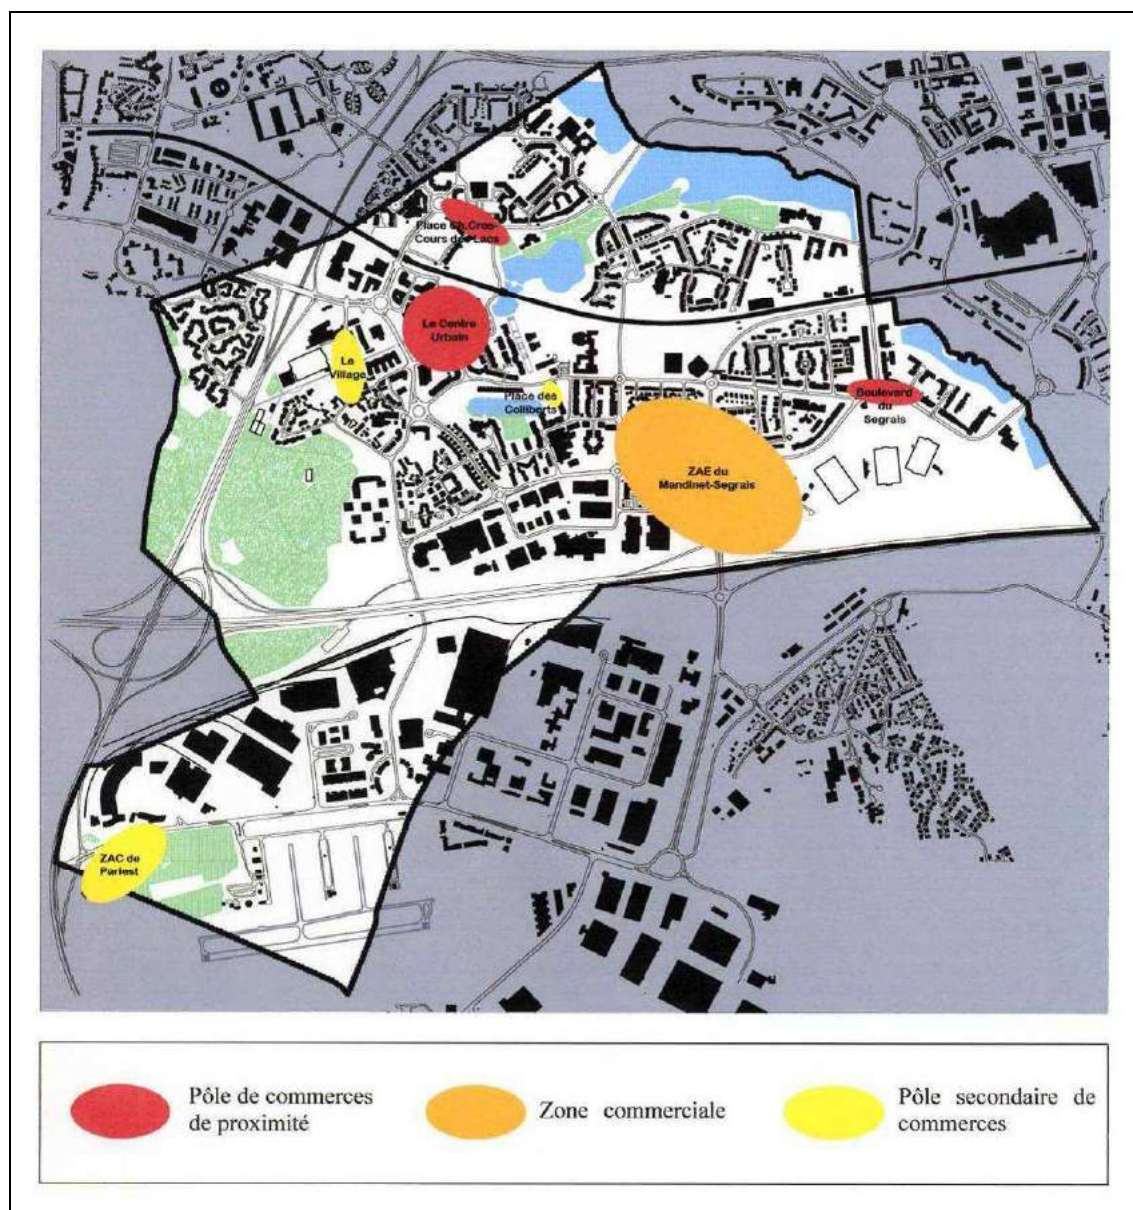 Place Ch.Cros-
Cours des Lacs
Le Centre
Urbain
Le
Village
Place des
Colliberts
Boulevard
du
Segrais
ZAE du
Mandinet-Segrais
ZAC de
Pariest
Pôle de commerces
de proximité
Zone commerciale
Pôle secondaire de
commerces